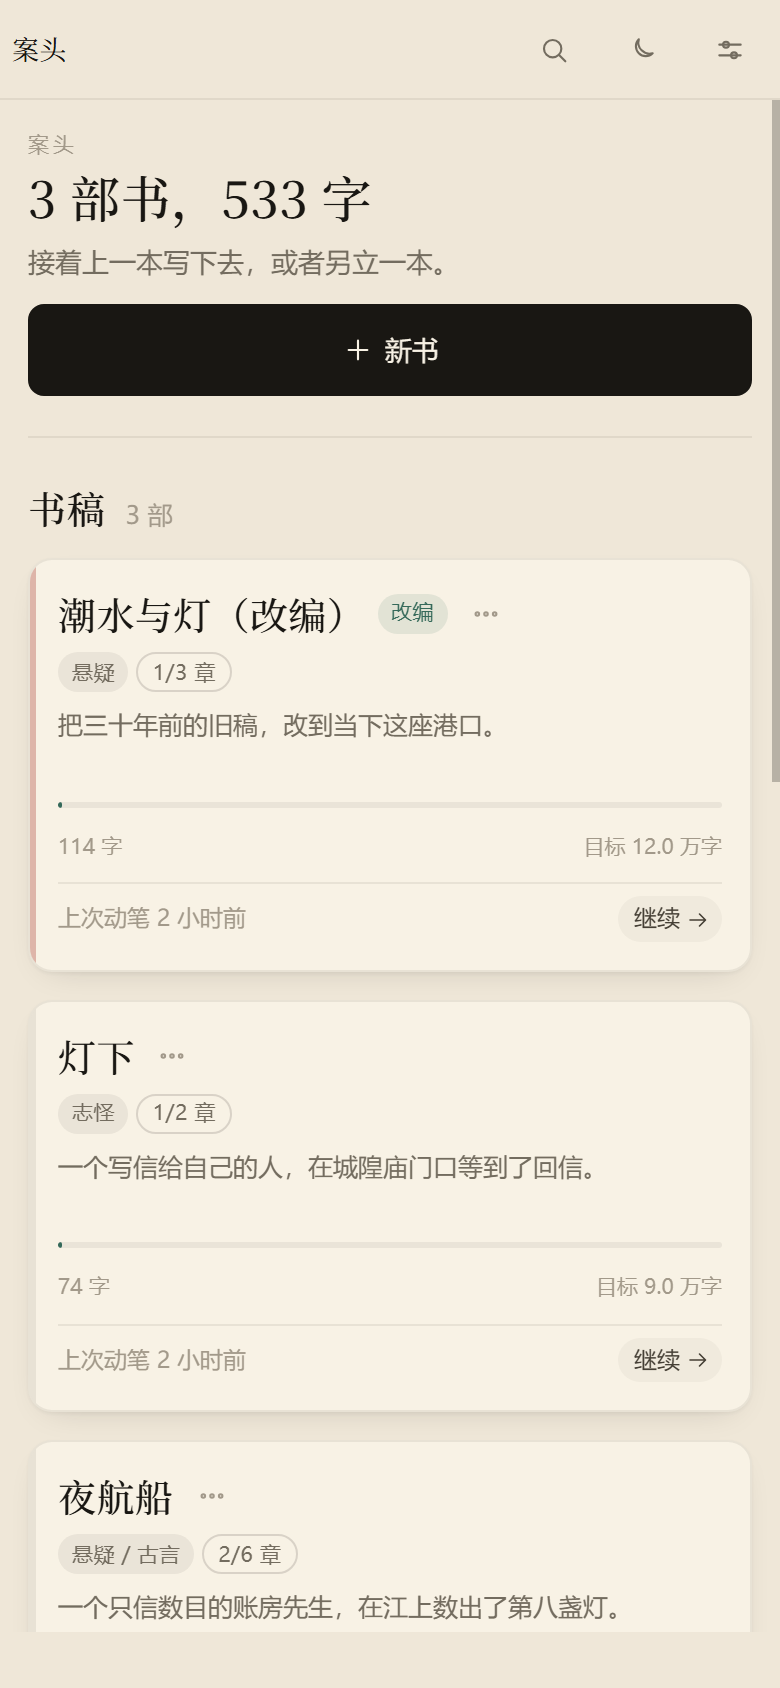 案头
案头
3 部书，533 字
接着上一本写下去，或者另立一本。
新书
书稿 3 部
潮水与灯（改编） 改编
悬疑 1/3 章
把三十年前的旧稿，改到当下这座港口。
114 字 目标 12.0 万字
上次动笔 2 小时前 继续 →
灯下
志怪 1/2 章
一个写信给自己的人，在城隍庙门口等到了回信。
74 字 目标 9.0 万字
上次动笔 2 小时前 继续 →
夜航船
悬疑 / 古言 2/6 章
一个只信数目的账房先生，在江上数出了第八盏灯。